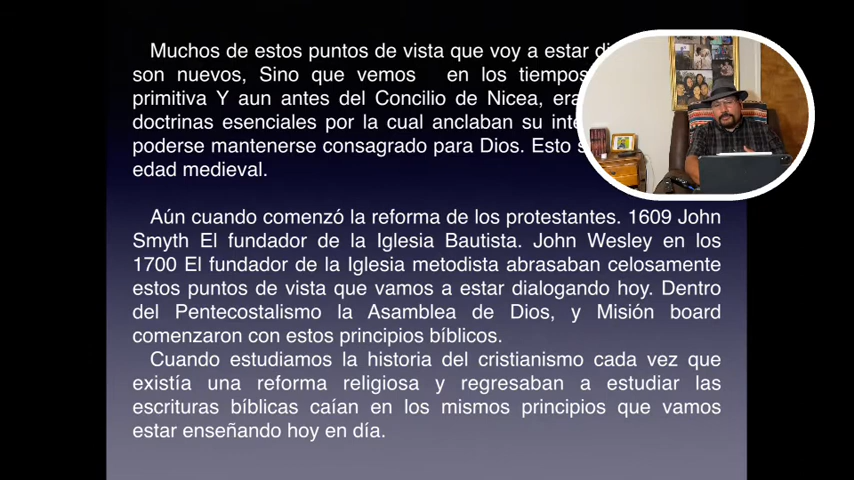 Muchos de estos puntos de vista que voy a estar
son nuevos, Sino que vemos en los tiempos
primitiva Y aun antes del Concilio de Nicea,
doctrinas esenciales por la cual anclaban su
poderse mantenerse consagrado para Dios. Esto
edad medieval.
Aún cuando comenzó la reforma de los protestantes. 1609 John
Smyth El fundador de la Iglesia Bautista. John Wesley en los
1700 El fundador de la Iglesia metodista abrasaban celosamente
estos puntos de vista que vamos a estar dialogando hoy. Dentro
del Pentecostalismo la Asamblea de Dios, y Misión board
comenzaron con estos principios bíblicos.
Cuando estudiamos la historia del cristianismo cada vez que
existía una reforma religiosa y regresaban a estudiar las
escrituras bíblicas caían en los mismos principios que vamos
estar enseñando hoy en día.